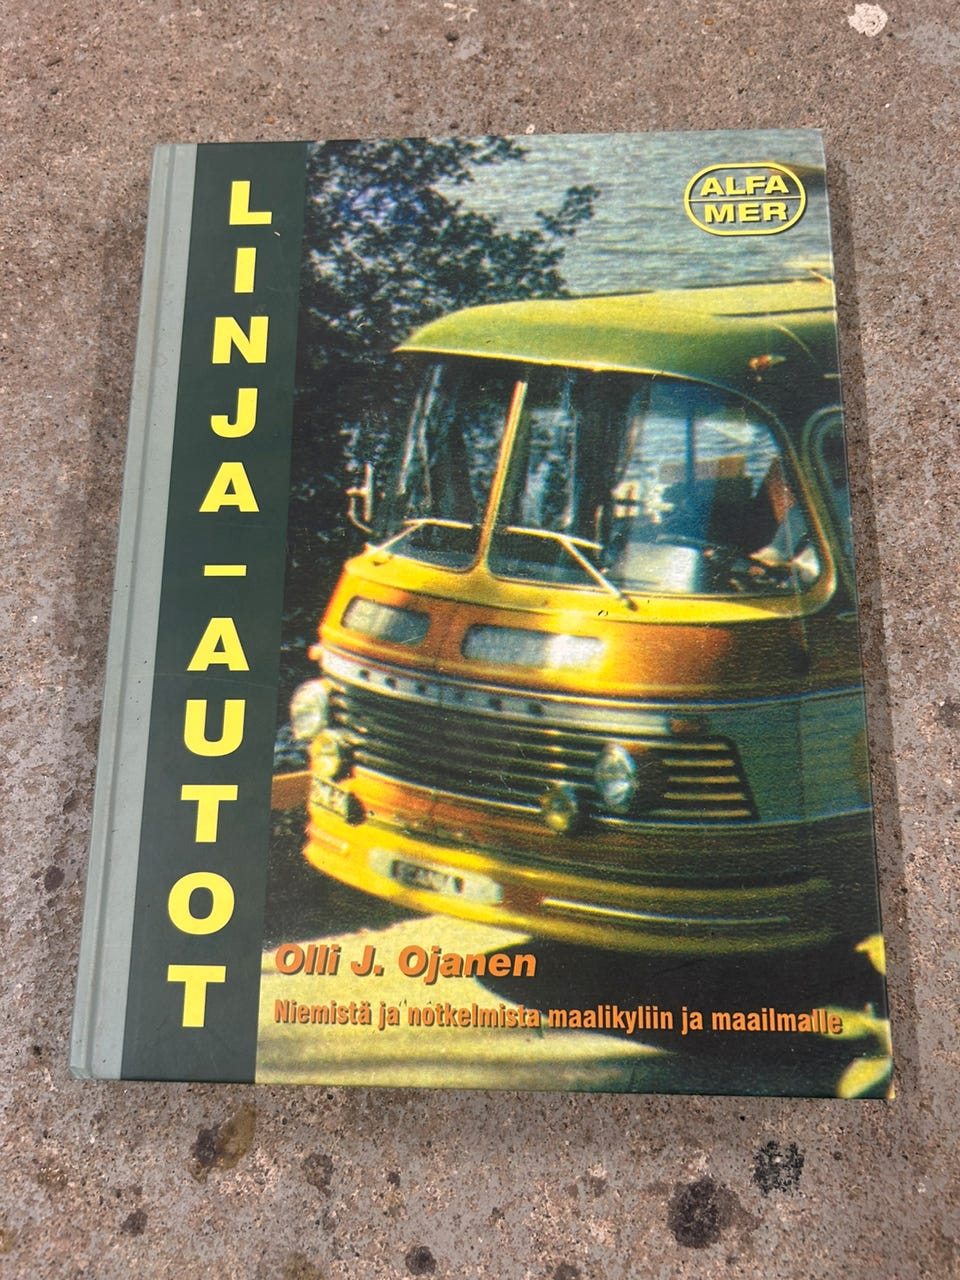 LINJA-AUTOT
ALFA
MER
Olli J. Ojanen
Niemistä ja notkelmista maalikyliin ja maailmalle